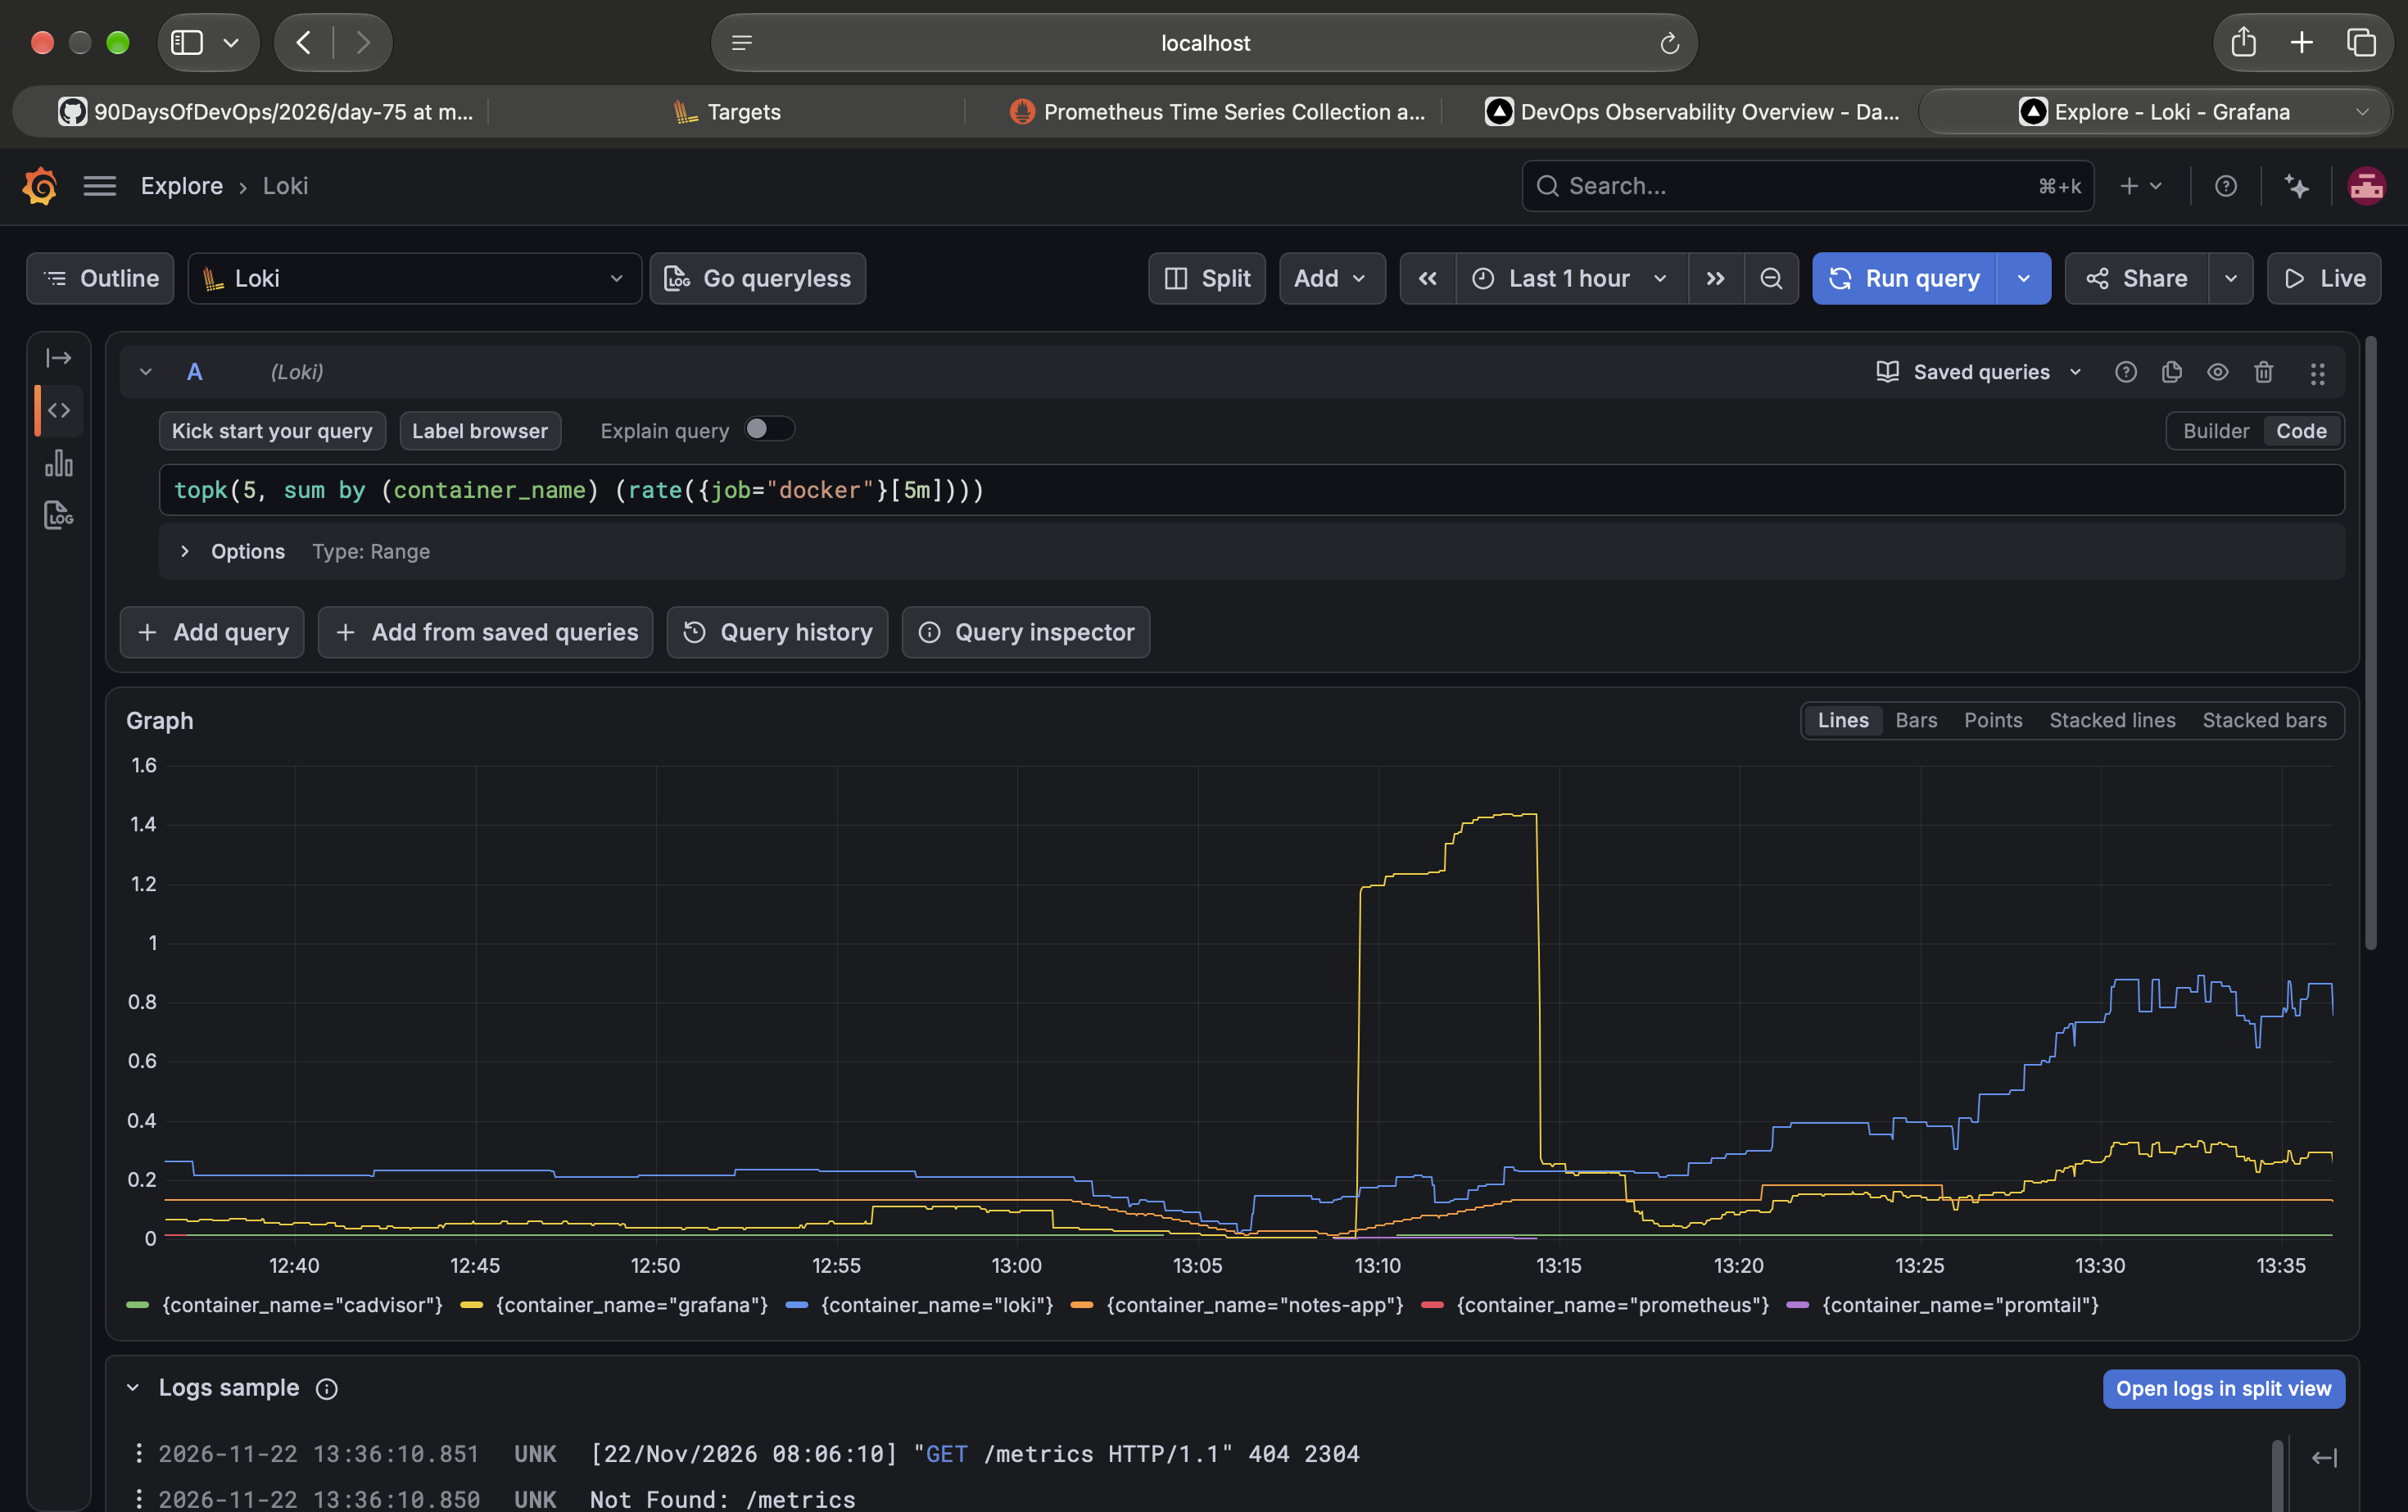 localhost
90DaysOfDevOps/2026/day-75 at m...
Targets
Prometheus Time Series Collection a...
DevOps Observability Overview - Da...
Explore - Loki - Grafana
Explore › Loki
Search...
⌘+k
Outline
Loki
Go queryless
Split
Add
Last 1 hour
Run query
Share
Live
A
(Loki)
Saved queries
Kick start your query
Label browser
Explain query
Builder
Code
topk(5, sum by (container_name) (rate({job="docker"}[5m])))
Options
Type: Range
+ Add query
+ Add from saved queries
Query history
Query inspector
Graph
Lines
Bars
Points
Stacked lines
Stacked bars
1.6
1.4
1.2
1
0.8
0.6
0.4
0.2
0
12:40
12:45
12:50
12:55
13:00
13:05
13:10
13:15
13:20
13:25
13:30
13:35
{container_name="cadvisor"}
{container_name="grafana"}
{container_name="loki"}
{container_name="notes-app"}
{container_name="prometheus"}
{container_name="promtail"}
Logs sample
Open logs in split view
2026-11-22 13:36:10.851 UNK [22/Nov/2026 08:06:10] "GET /metrics HTTP/1.1" 404 2304
2026-11-22 13:36:10.850 UNK Not Found: /metrics
LOG
LOG